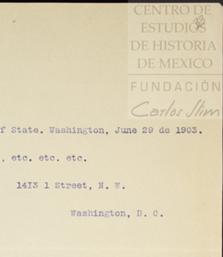 CENTRO DE
ESTUDIOS
DE HISTORIA
DE MEXICO
FUNDACIÓN
Carlos Slim
f State. Washington, June 29 de 1903.
, etc. etc. etc.
1413 1 Street, N. W.
Washington, D. C.